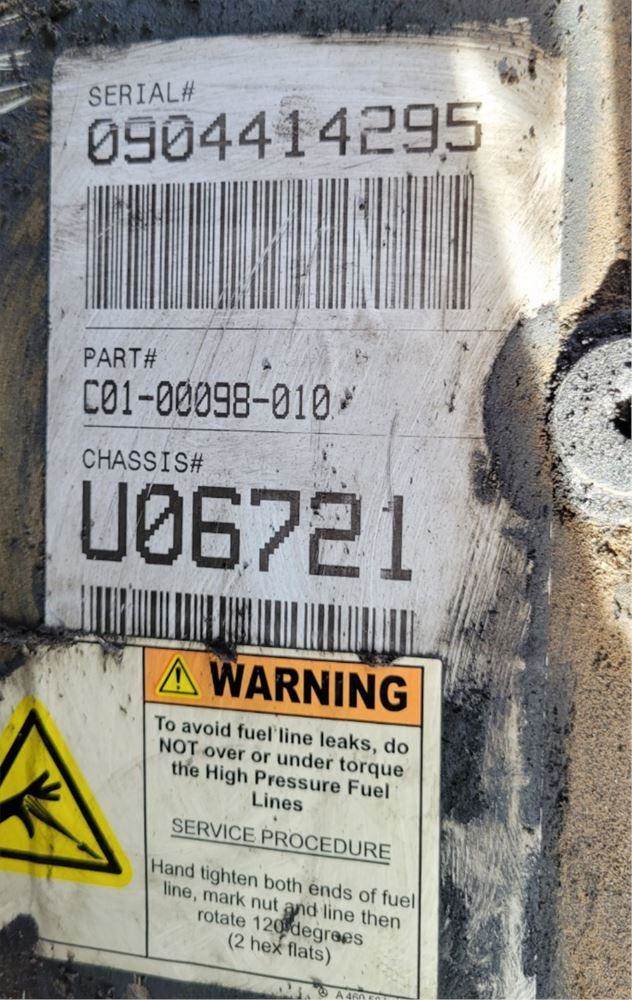 SERIAL#
0904414295
PART#
C01-00098-010
CHASSIS#
U06721
WARNING
To avoid fuel line leaks, do
NOT over or under torque
the High Pressure Fuel
Lines
SERVICE PROCEDURE
Hand tighten both ends of fuel
line, mark nut and line then
rotate 120 degrees
(2 hex flats)
A 460